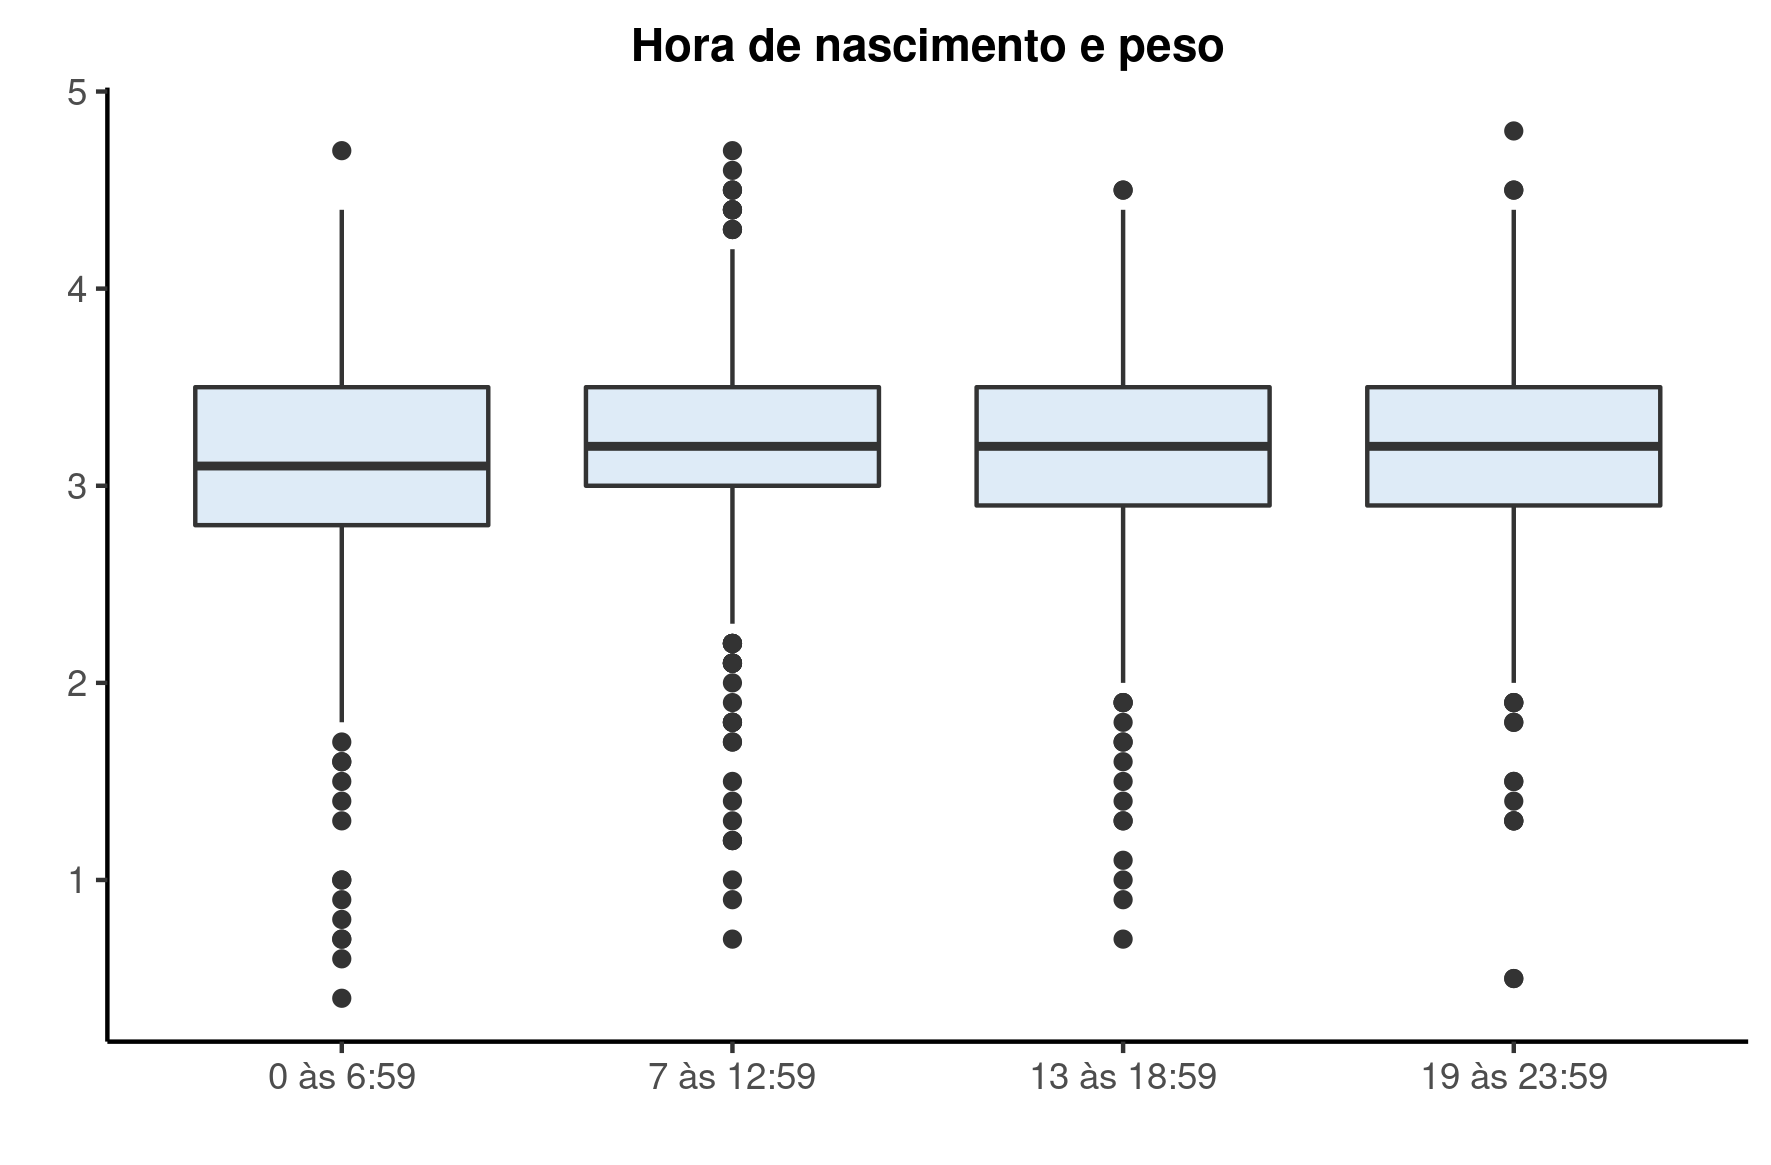 Hora de nascimento e peso
5
4
3
2
1
0 às 6:59
7 às 12:59
13 às 18:59
19 às 23:59